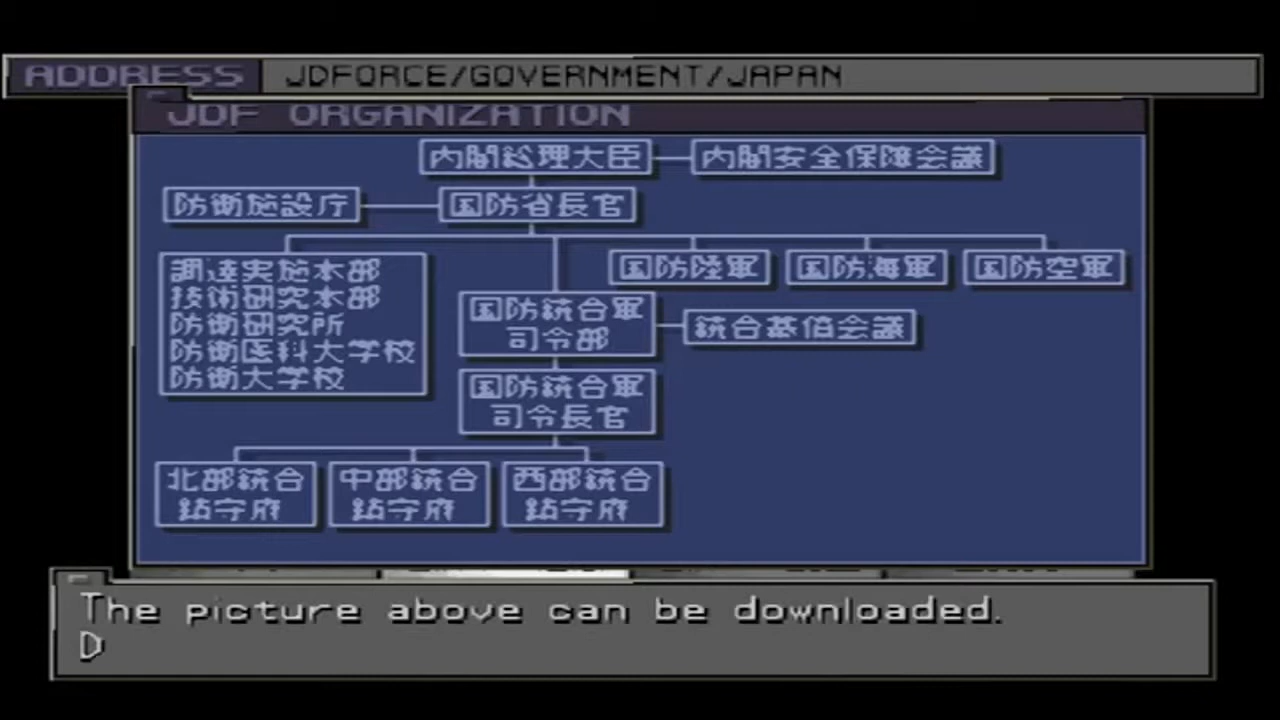 ADDRESS
JDFORCE/GOVERNMENT/JAPAN
JDF ORGANIZATION
内閣総理大臣
内閣安全保障会議
防衛施設庁
国防省長官
調達実施本部
技術研究本部
防衛研究所
防衛医科大学校
防衛大学校
国防陸軍
国防海軍
国防空軍
国防統合軍
司令部
統合幕僚会議
国防統合軍
司令長官
北部統合
鎮守府
中部統合
鎮守府
西部統合
鎮守府
The picture above can be downloaded.
D